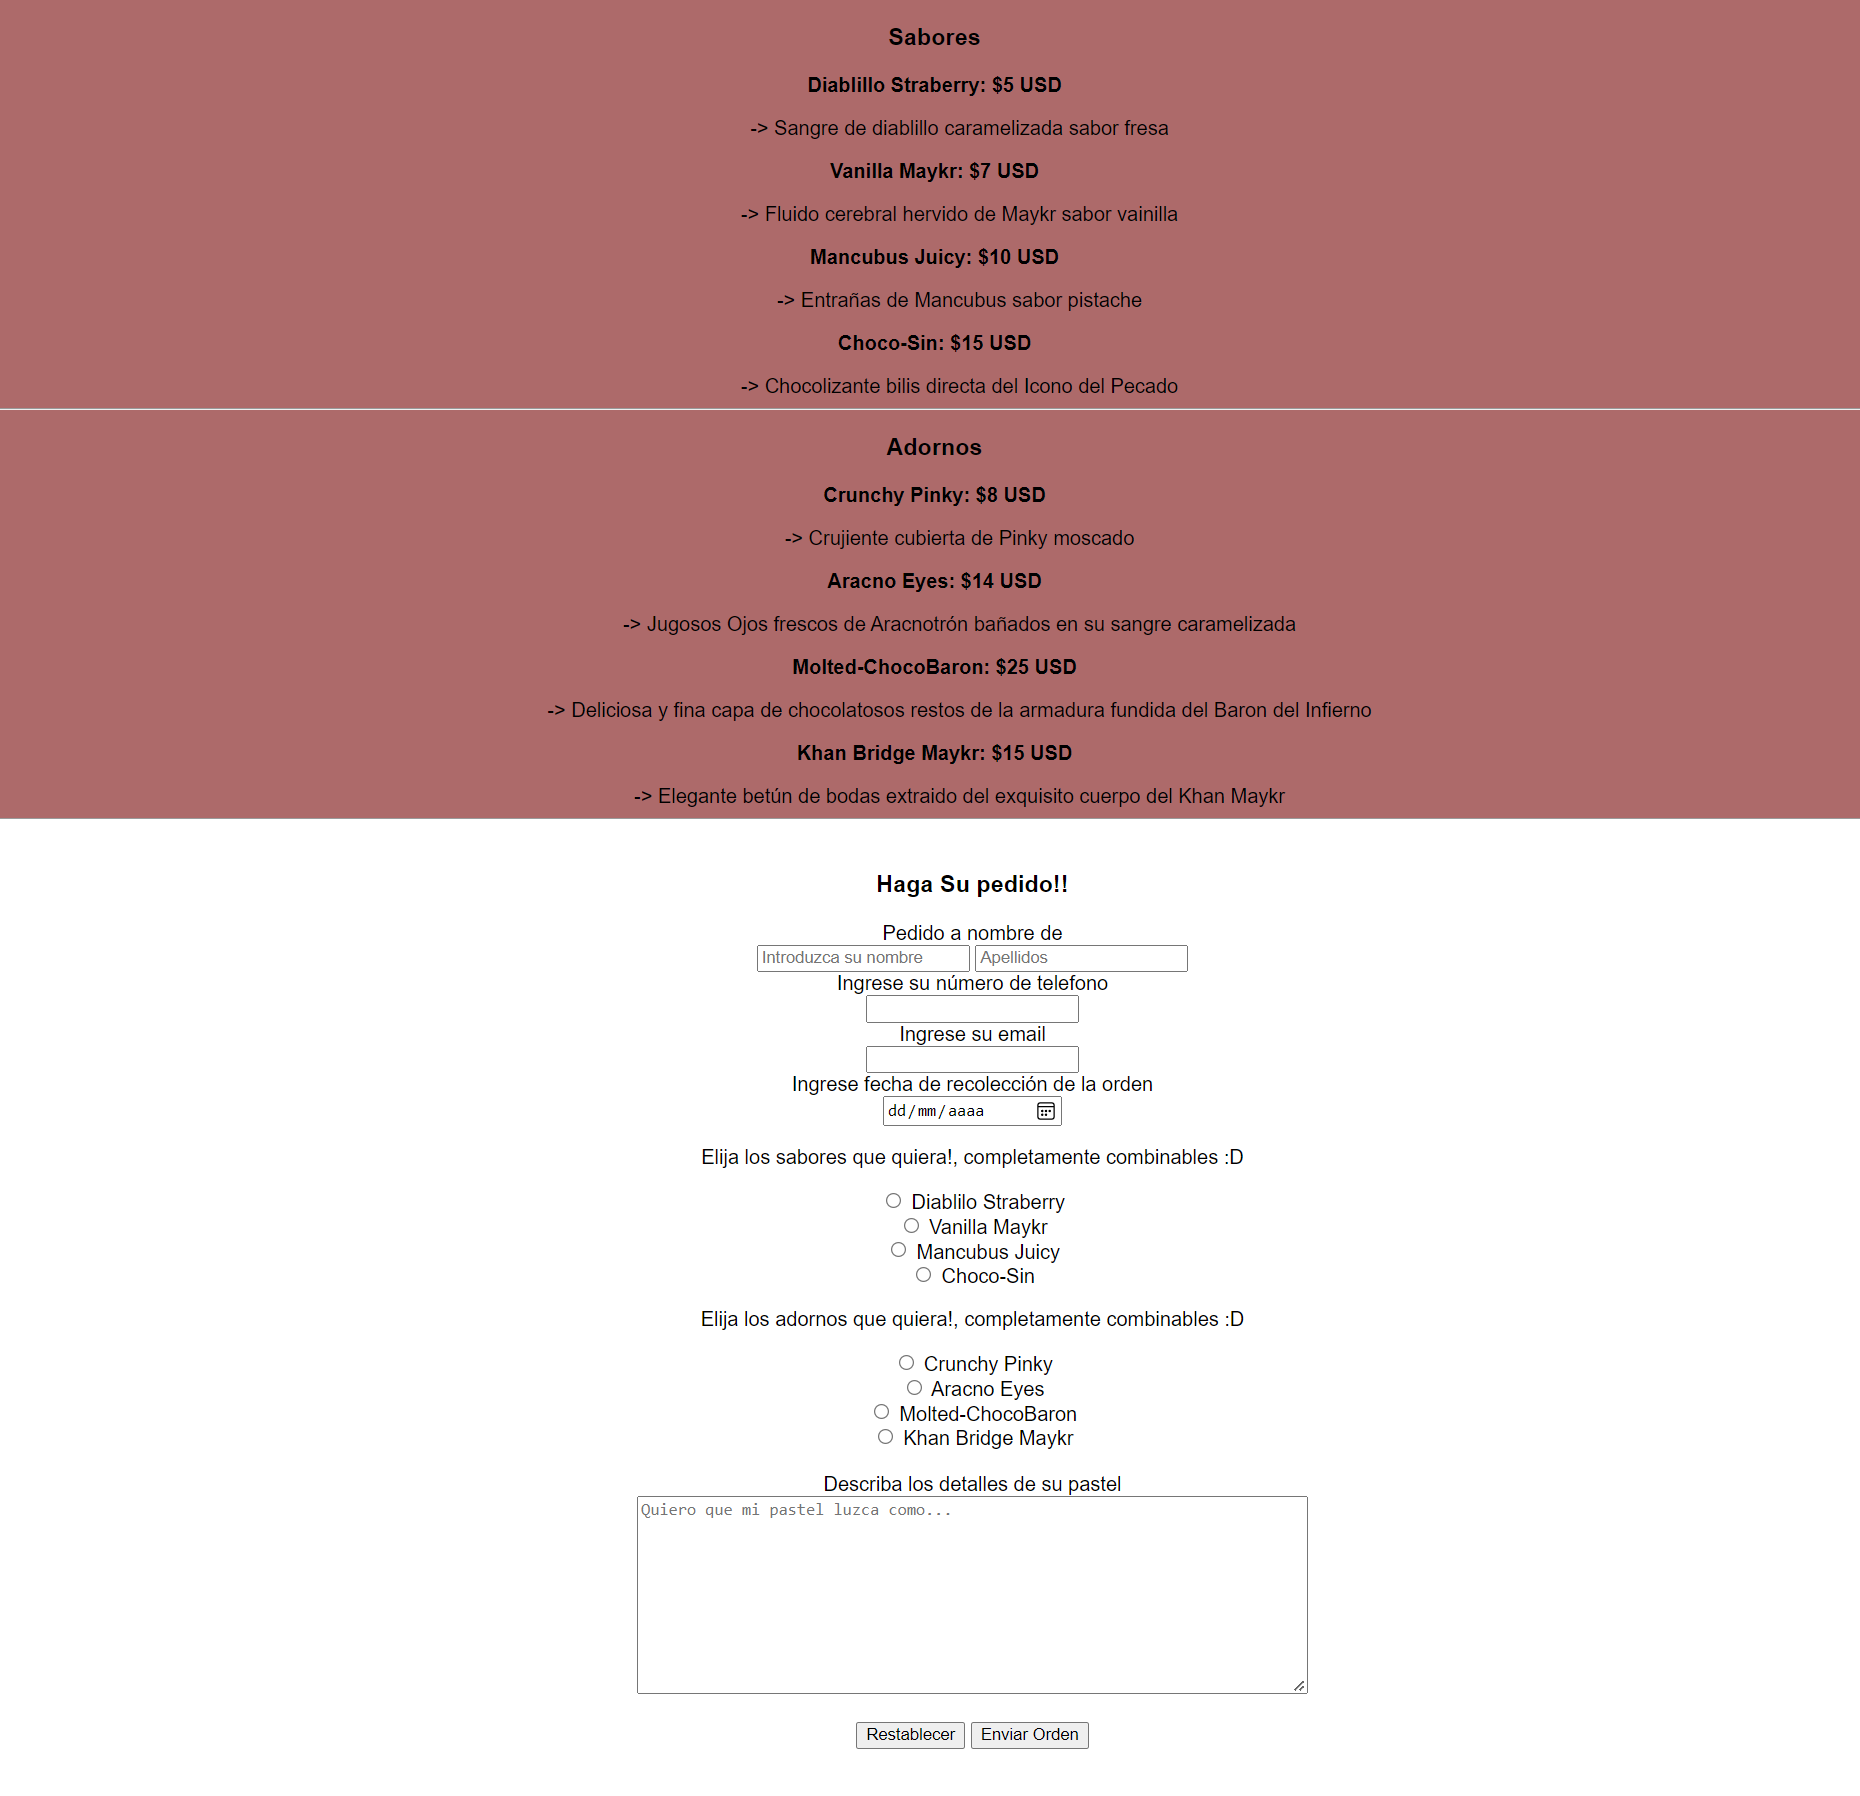 Sabores
Diablillo Straberry: $5 USD
-> Sangre de diablillo caramelizada sabor fresa
Vanilla Maykr: $7 USD
-> Fluido cerebral hervido de Maykr sabor vainilla
Mancubus Juicy: $10 USD
-> Entrañas de Mancubus sabor pistache
Choco-Sin: $15 USD
-> Chocolizante bilis directa del Icono del Pecado
Adornos
Crunchy Pinky: $8 USD
-> Crujiente cubierta de Pinky moscado
Aracno Eyes: $14 USD
-> Jugosos Ojos frescos de Aracnotrón bañados en su sangre caramelizada
Molted-ChocoBaron: $25 USD
-> Deliciosa y fina capa de chocolatosos restos de la armadura fundida del Baron del Infierno
Khan Bridge Maykr: $15 USD
-> Elegante betún de bodas extraido del exquisito cuerpo del Khan Maykr
Haga Su pedido!!
Pedido a nombre de
Introduzca su nombre Apellidos
Ingrese su número de telefono
Ingrese su email
Ingrese fecha de recolección de la orden
dd/mm/aaaa
Elija los sabores que quiera!, completamente combinables :D
Diablilo Straberry
Vanilla Maykr
Mancubus Juicy
Choco-Sin
Elija los adornos que quiera!, completamente combinables :D
Crunchy Pinky
Aracno Eyes
Molted-ChocoBaron
Khan Bridge Maykr
Describa los detalles de su pastel
Quiero que mi pastel luzca como...
Restablecer Enviar Orden